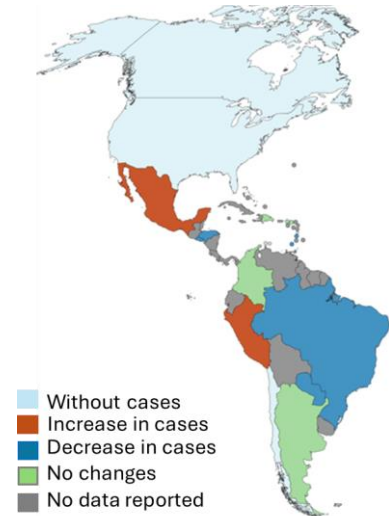 Without cases
Increase in cases
Decrease in cases
No changes
No data reported